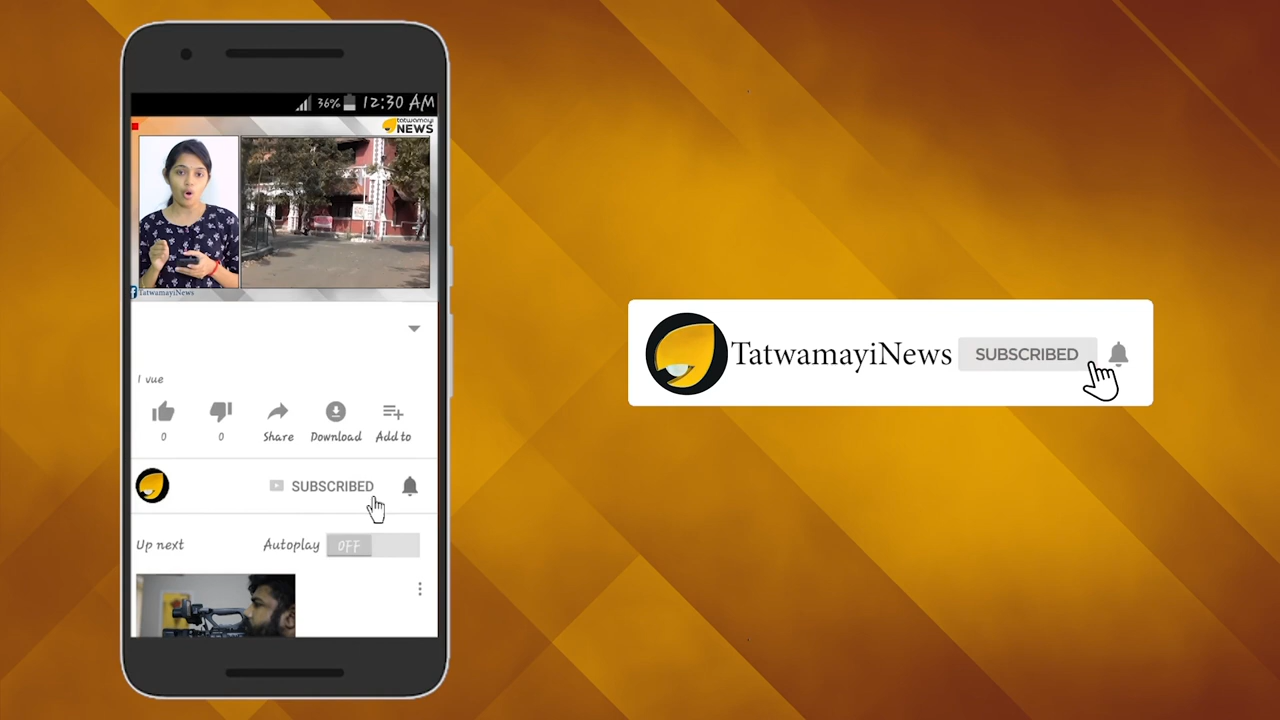 36% 12:30 AM
tatwamayi
NEWS
TatwamayiNews
1 vue
0 0 Share Download Add to
SUBSCRIBED
Up next Autoplay OFF
TatwamayiNews SUBSCRIBED